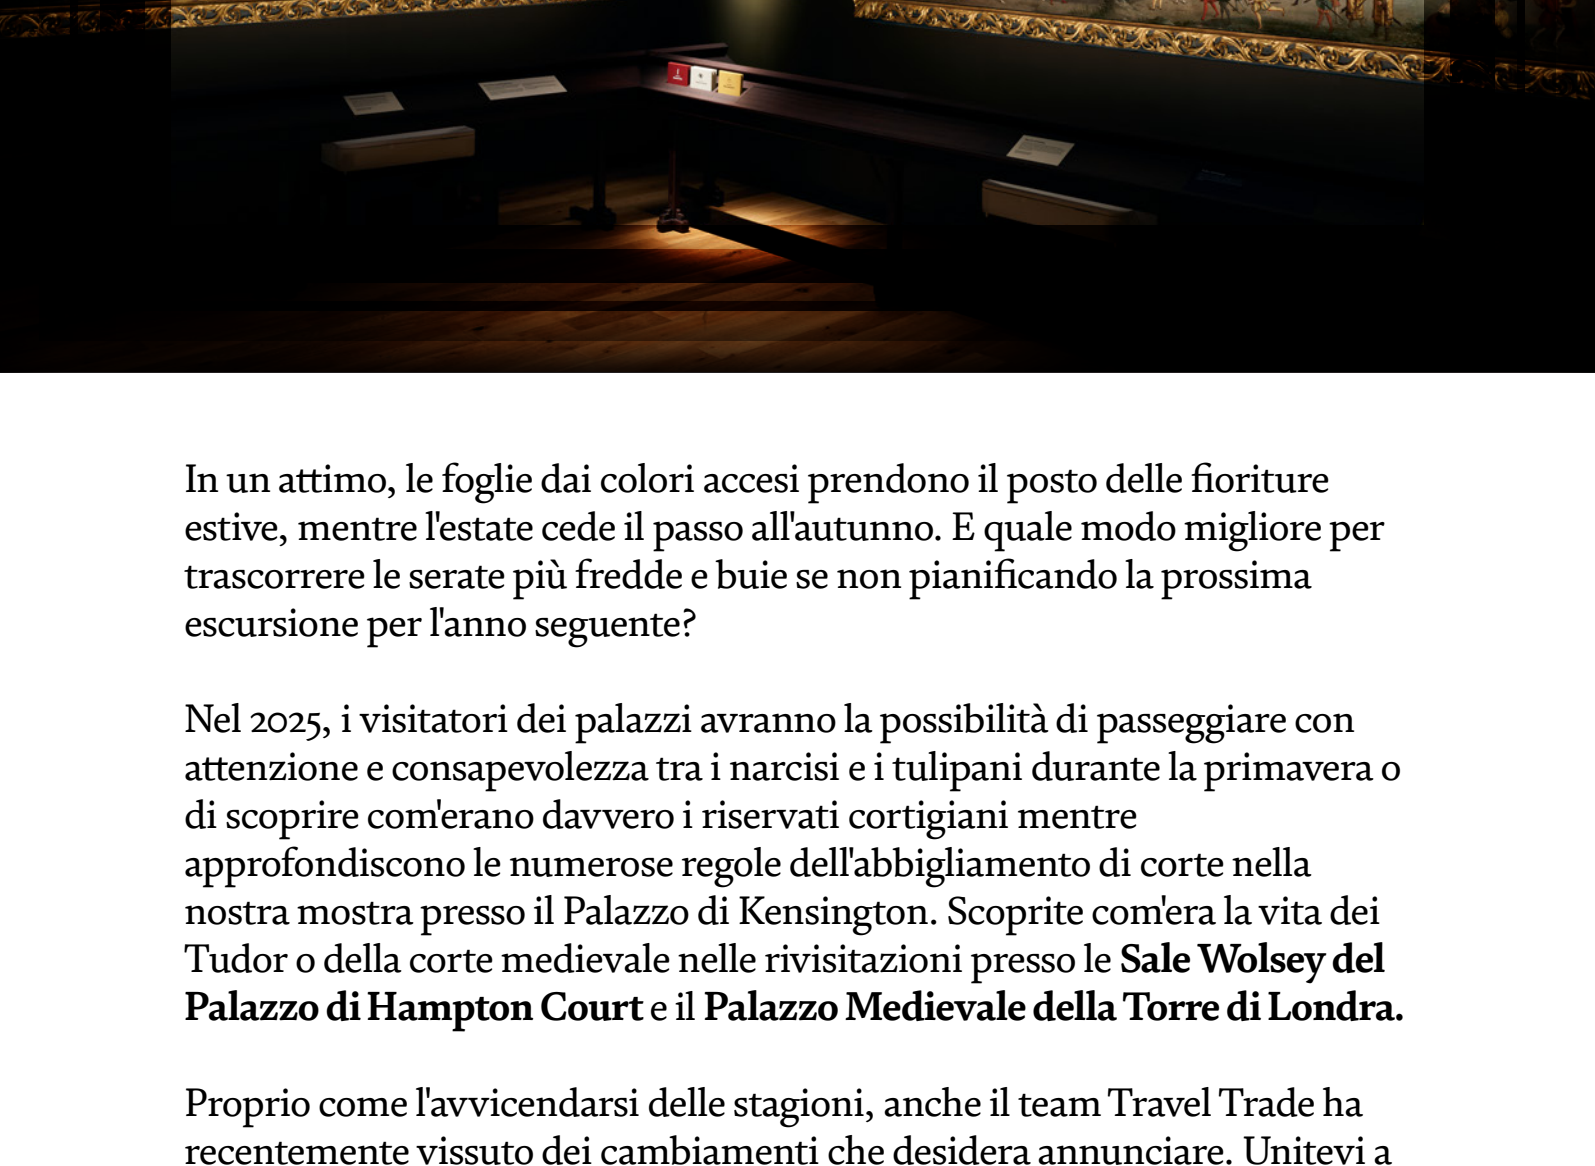 In un attimo, le foglie dai colori accesi prendono il posto delle fioriture
estive, mentre l'estate cede il passo all'autunno. E quale modo migliore per
trascorrere le serate più fredde e buie se non pianificando la prossima
escursione per l'anno seguente?
Nel 2025, i visitatori dei palazzi avranno la possibilità di passeggiare con
attenzione e consapevolezza tra i narcisi e i tulipani durante la primavera o
di scoprire com'erano davvero i riservati cortigiani mentre
approfondiscono le numerose regole dell'abbigliamento di corte nella
nostra mostra presso il Palazzo di Kensington. Scoprite com'era la vita dei
Tudor o della corte medievale nelle rivisitazioni presso le Sale Wolsey del
Palazzo di Hampton Court e il Palazzo Medievale della Torre di Londra.
Proprio come l'avvicendarsi delle stagioni, anche il team Travel Trade ha
recentemente vissuto dei cambiamenti che desidera annunciare. Unitevi a